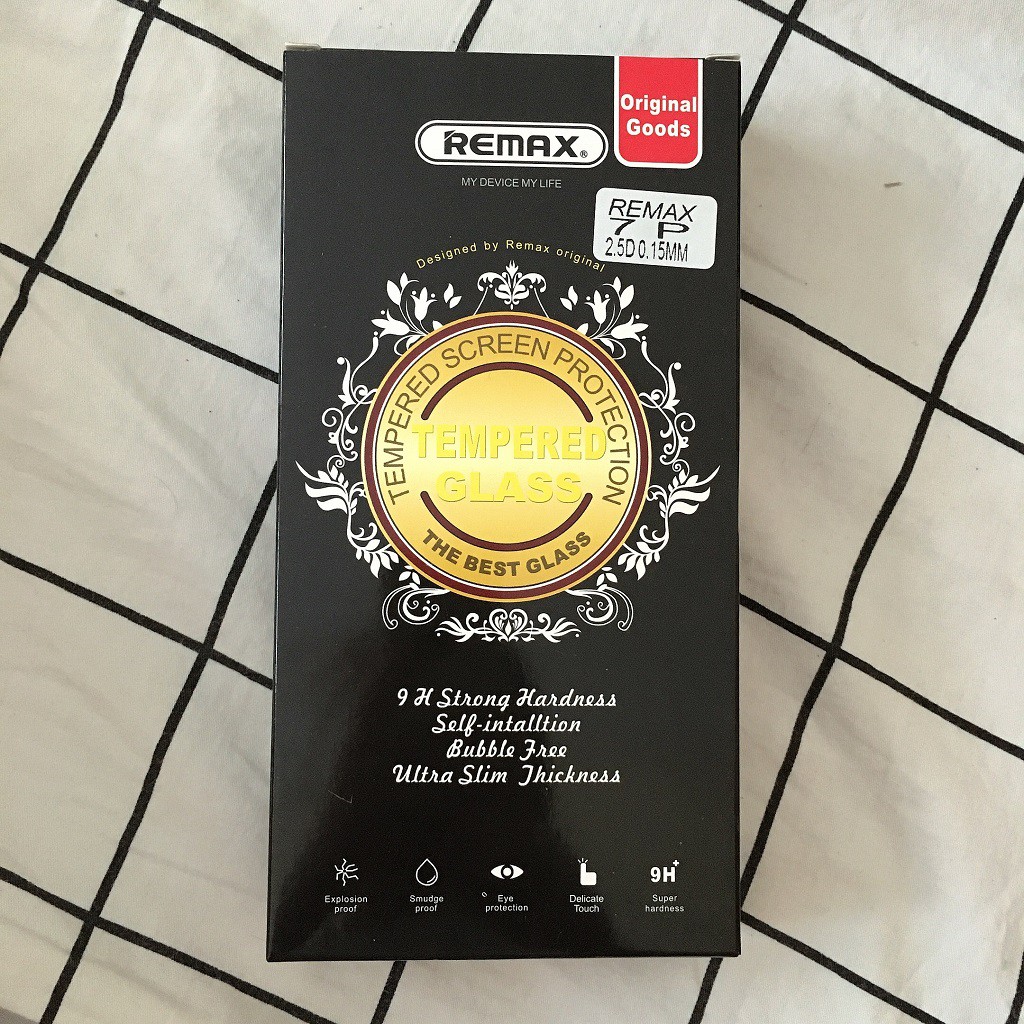 Original
Goods
REMAX®
MY DEVICE MY LIFE
REMAX
7 P
2.5D 0.15MM
Designed by Remax original
TEMPERED SCREEN PROTECTION
TEMPERED
GLASS
THE BEST GLASS
9 H Strong Hardness
Self-intalltion
Bubble Free
Ultra Slim Thickness
9H+
Explosion
proof
Smudge
proof
Eye
protection
Delicate
Touch
Super
hardness